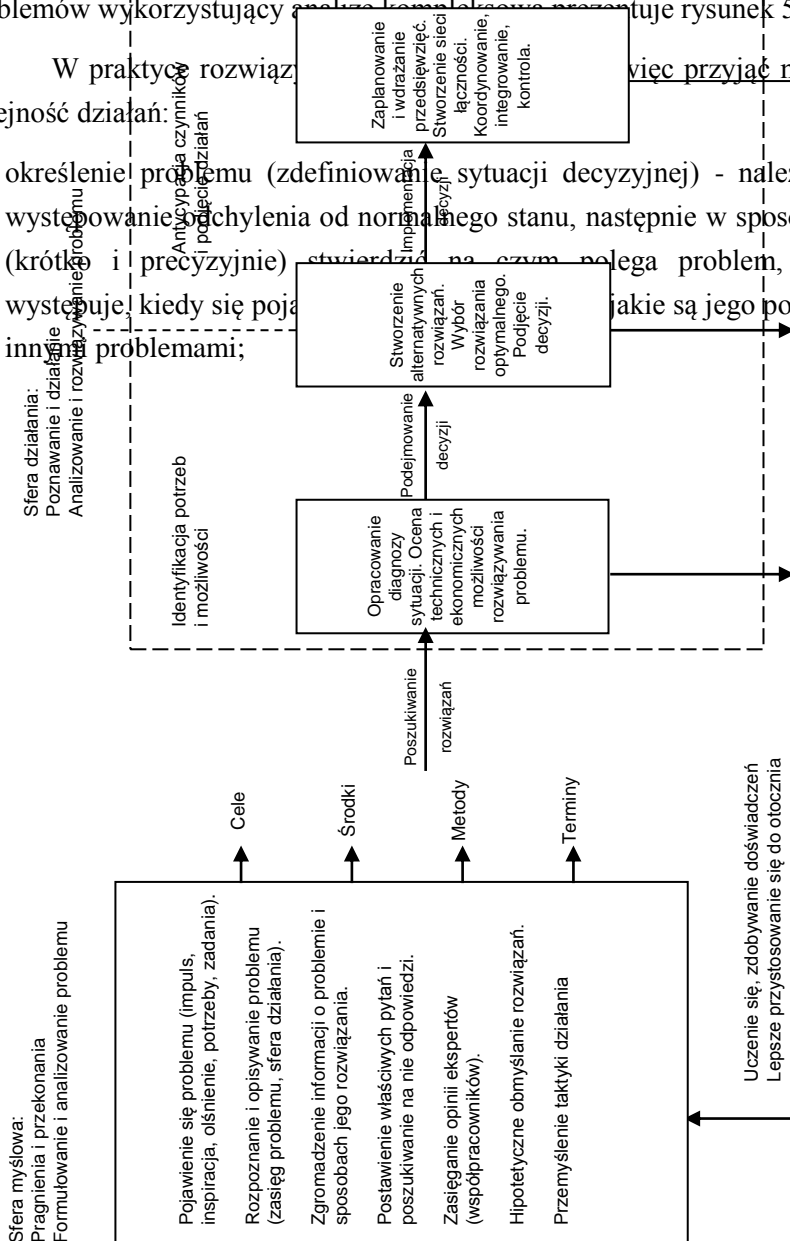 blemów wykorzystujący analizę kompleksową prezentuje rysunek 5
W praktyce rozwiązy więc przyjąć n
ejność działań:
określenie problemu (zdefiniowanie sytuacji decyzyjnej) - należ
występowanie odchylenia od normalnego stanu, następnie w sposó
(krótko i precyzyjnie) stwierdzić na czym polega problem,
występuje, kiedy się poja jakie są jego po
innymi problemami;
Sfera myślowa:
Pragnienia i przekonania
Formułowanie i analizowanie problemu
Pojawienie się problemu (impuls,
inspiracja, olśnienie, potrzeby, zadania).
Rozpoznanie i opisywanie problemu
(zasięg problemu, sfera działania).
Zgromadzenie informacji o problemie i
sposobach jego rozwiązania.
Postawienie właściwych pytań i
poszukiwanie na nie odpowiedzi.
Zasięganie opinii ekspertów
(współpracowników).
Hipotetyczne obmyślanie rozwiązań.
Przemyślenie taktyki działania
Cele
Środki
Metody
Terminy
Poszukiwanie
rozwiązań
Sfera działania:
Poznawanie i działanie
Analizowanie i rozwiązywanie problemu
Identyfikacja potrzeb
i możliwości
Opracowanie
diagnozy
sytuacji. Ocena
technicznych i
ekonomicznych
możliwości
rozwiązywania
problemu.
Podejmowanie
decyzji
Stworzenie
alternatywnych
rozwiązań.
Wybór
rozwiązania
optymalnego.
Podjęcie
decyzji.
Implementacja
decyzji
Antycypacja czynników
i podjęcie działań
Zaplanowanie
i wdrażanie
przedsięwzięć.
Stworzenie sieci
łączności.
Koordynowanie,
integrowanie,
kontrola.
Uczenie się, zdobywanie doświadczeń
Lepsze przystosowanie się do otocznia